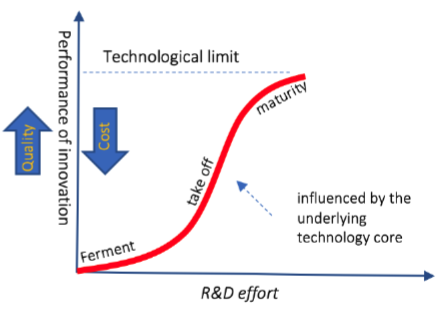 Performance of innovation
Technological limit
Quality
Cost
maturity
take off
Ferment
influenced by the
underlying
technology core
R&D effort